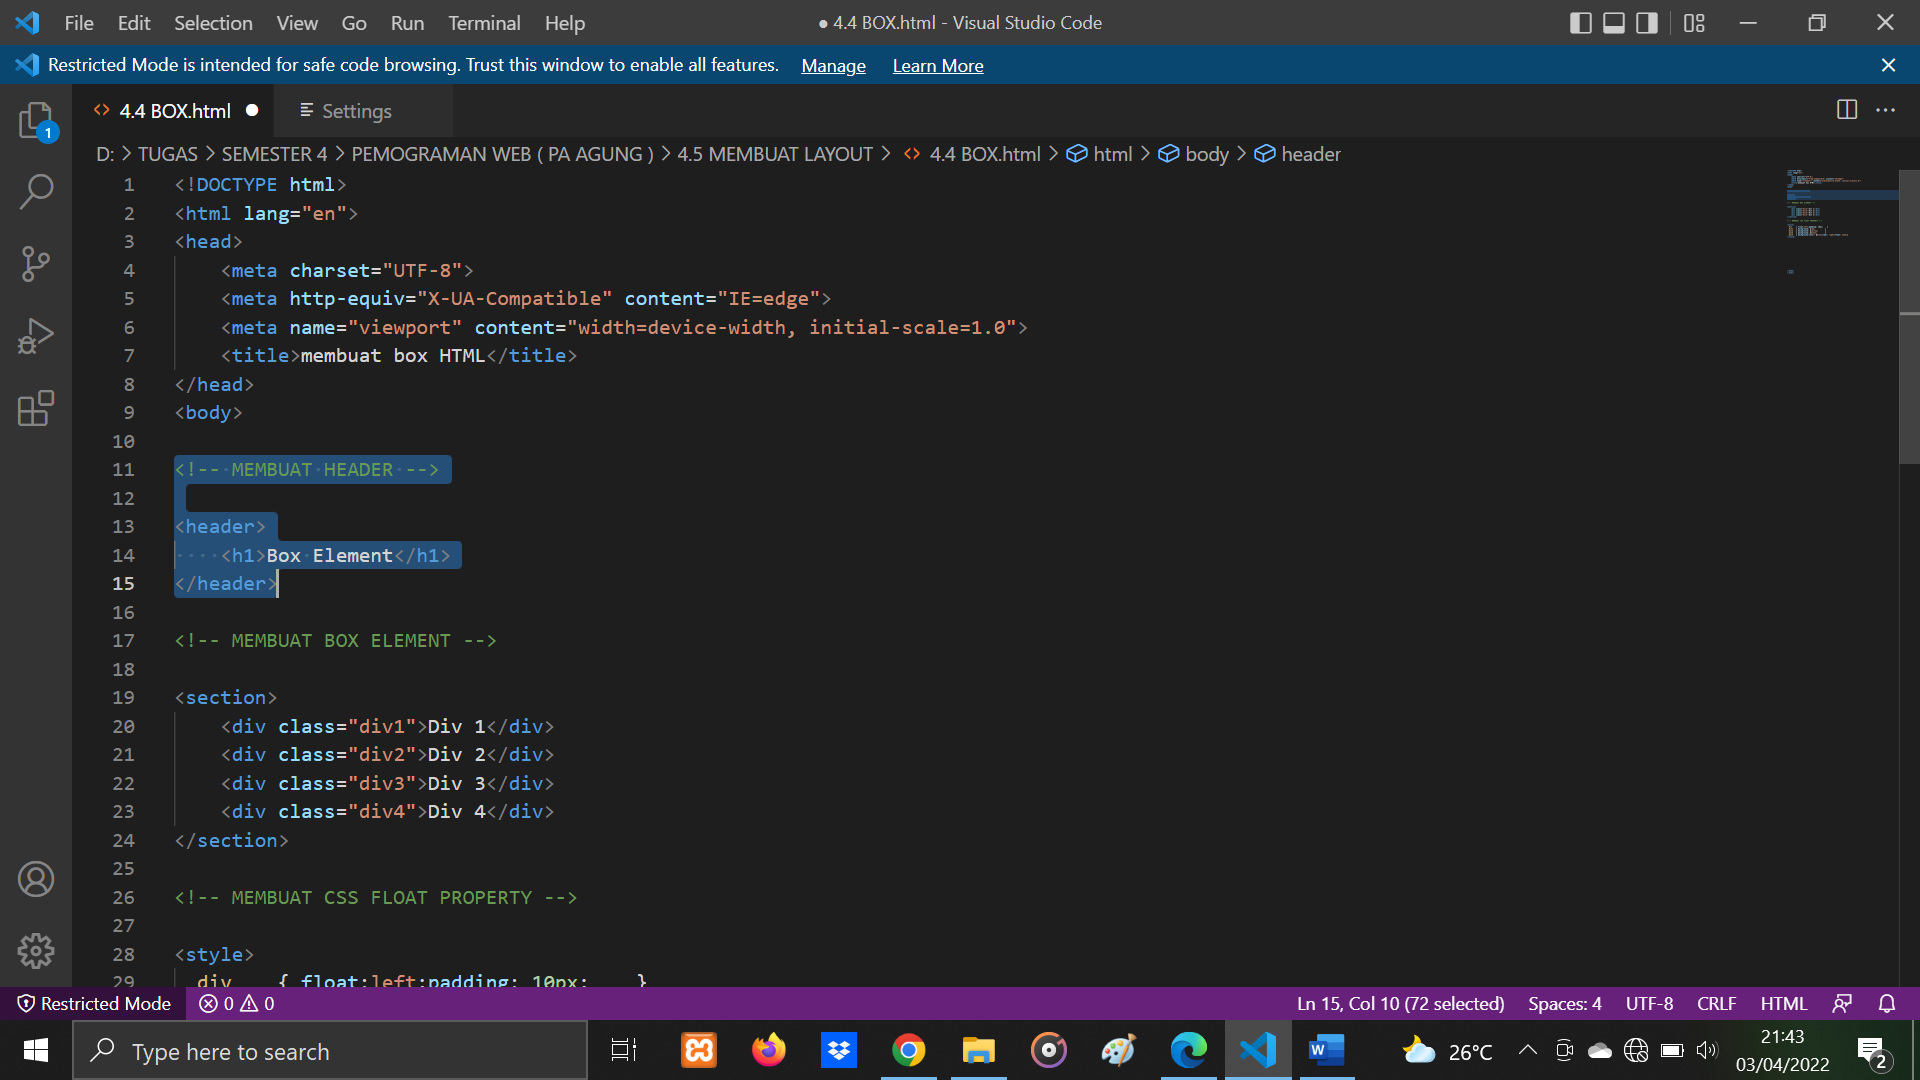 File Edit Selection View Go Run Terminal Help
● 4.4 BOX.html - Visual Studio Code
Restricted Mode is intended for safe code browsing. Trust this window to enable all features. Manage Learn More
1
4.4 BOX.html ●
Settings
D: > TUGAS > SEMESTER 4 > PEMOGRAMAN WEB ( PA AGUNG ) > 4.5 MEMBUAT LAYOUT > 4.4 BOX.html > html > body > header
1 <!DOCTYPE html>
2 <html lang="en">
3 <head>
4 <meta charset="UTF-8">
5 <meta http-equiv="X-UA-Compatible" content="IE=edge">
6 <meta name="viewport" content="width=device-width, initial-scale=1.0">
7 <title>membuat box HTML</title>
8 </head>
9 <body>
10
11 <!-- MEMBUAT HEADER -->
12
13 <header>
14 <h1>Box Element</h1>
15 </header>
16
17 <!-- MEMBUAT BOX ELEMENT -->
18
19 <section>
20 <div class="div1">Div 1</div>
21 <div class="div2">Div 2</div>
22 <div class="div3">Div 3</div>
23 <div class="div4">Div 4</div>
24 </section>
25
26 <!-- MEMBUAT CSS FLOAT PROPERTY -->
27
28 <style>
29 div { float:left;padding: 10px; }
Restricted Mode 0 0
Ln 15, Col 10 (72 selected) Spaces: 4 UTF-8 CRLF HTML
Type here to search
26°C
21:43
03/04/2022
2